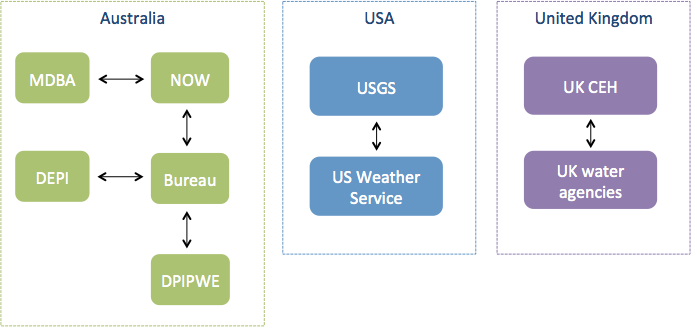 Australia
MDBA
NOW
DEPI
Bureau
DPIPWE
USA
USGS
US Weather
Service
United Kingdom
UK CEH
UK water
agencies